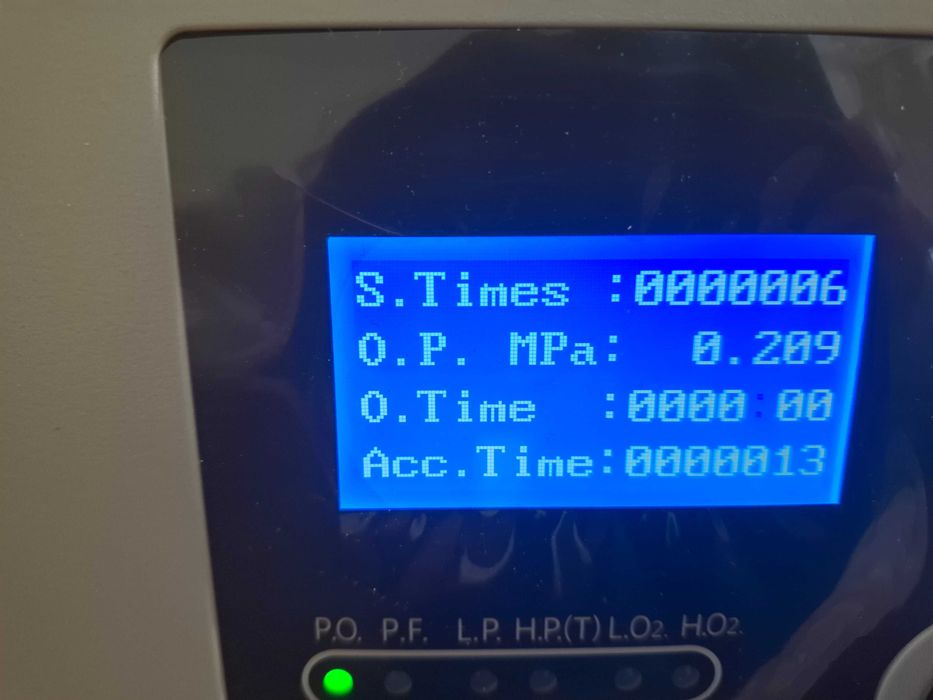 S.Times :0000006
O.P. MPa: 0.209
O.Time :0000:00
Acc.Time:0000013
P.O. P.F. L.P. H.P.(T) L.O2. H.O2.